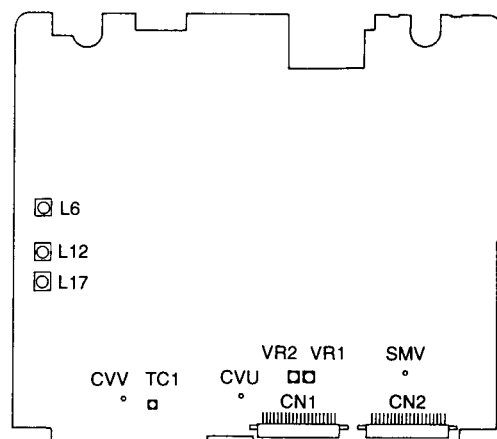 L6
L12
L17
VR2 VR1 SMV
CVV TC1 CVU
CN1 CN2